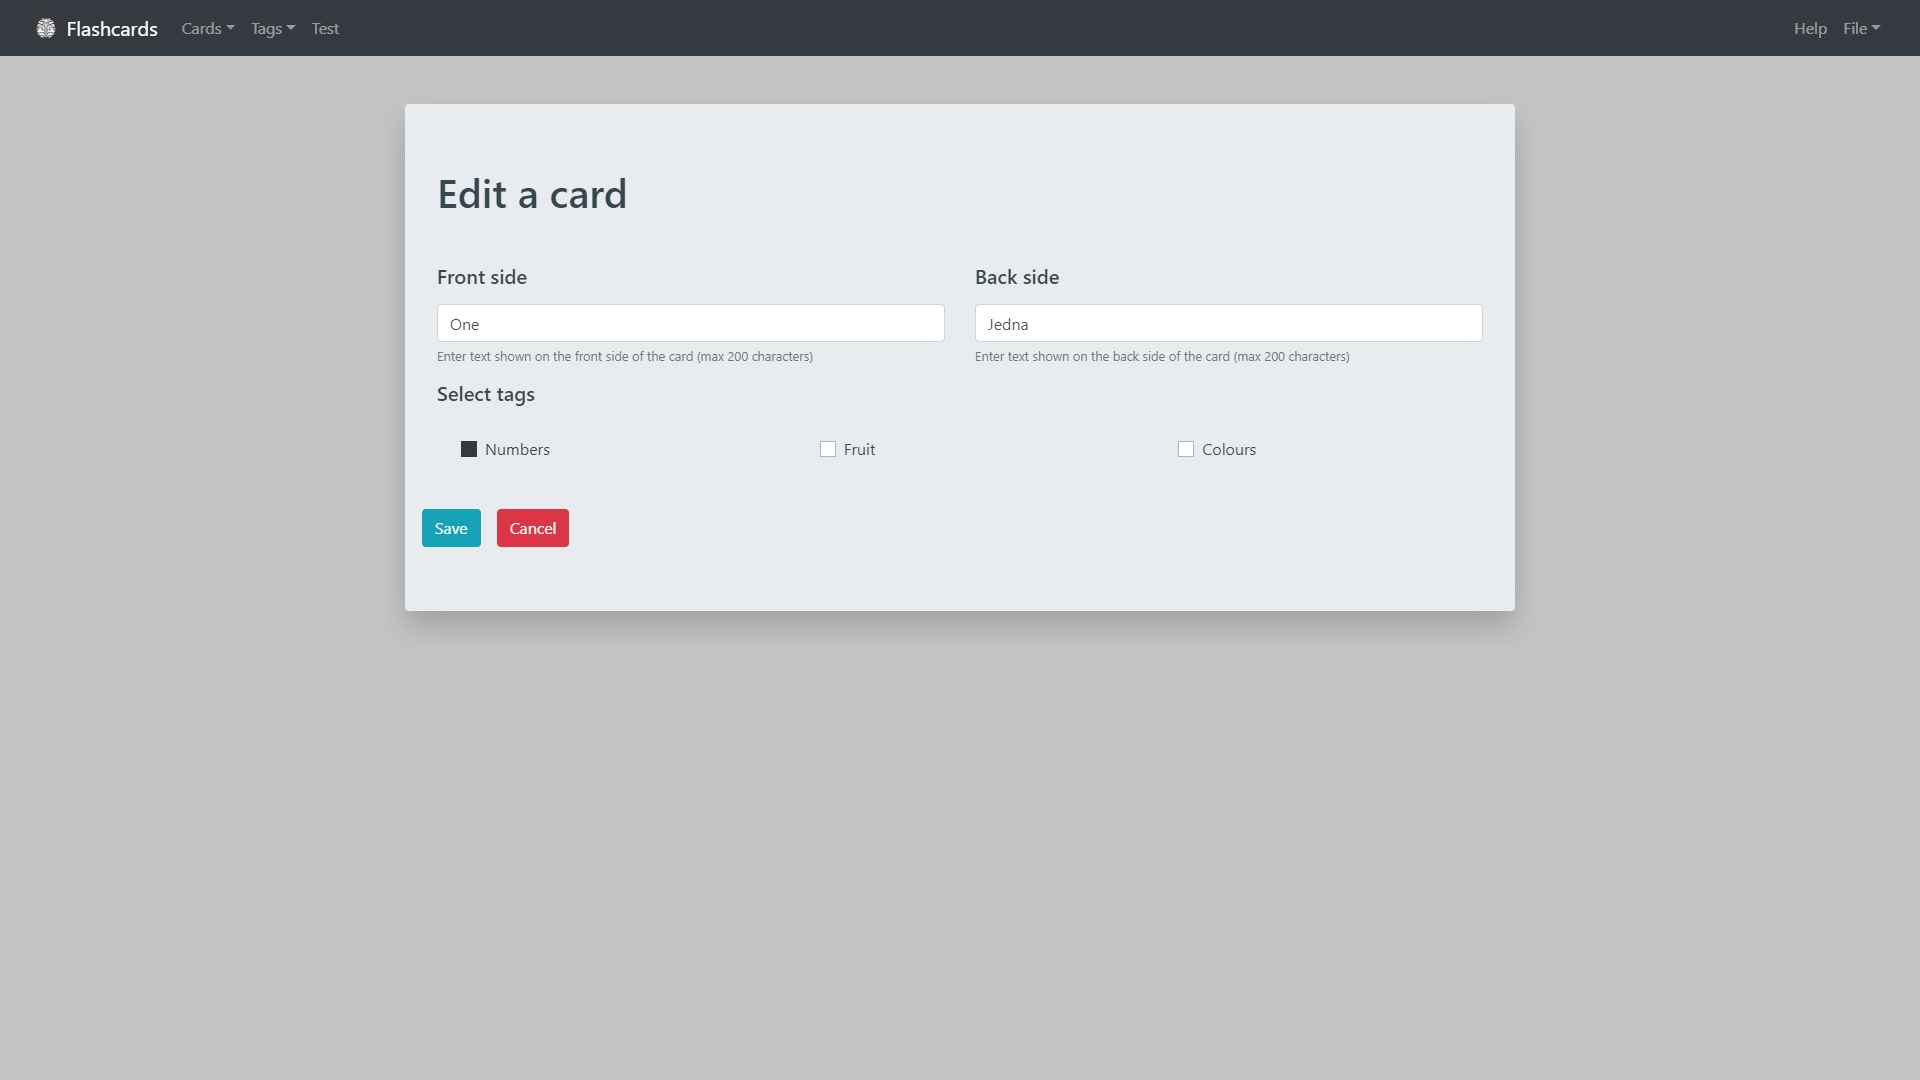 Flashcards Cards Tags Test Help File
Edit a card
Front side Back side
One Jedna
Enter text shown on the front side of the card (max 200 characters) Enter text shown on the back side of the card (max 200 characters)
Select tags
Numbers Fruit Colours
Save Cancel